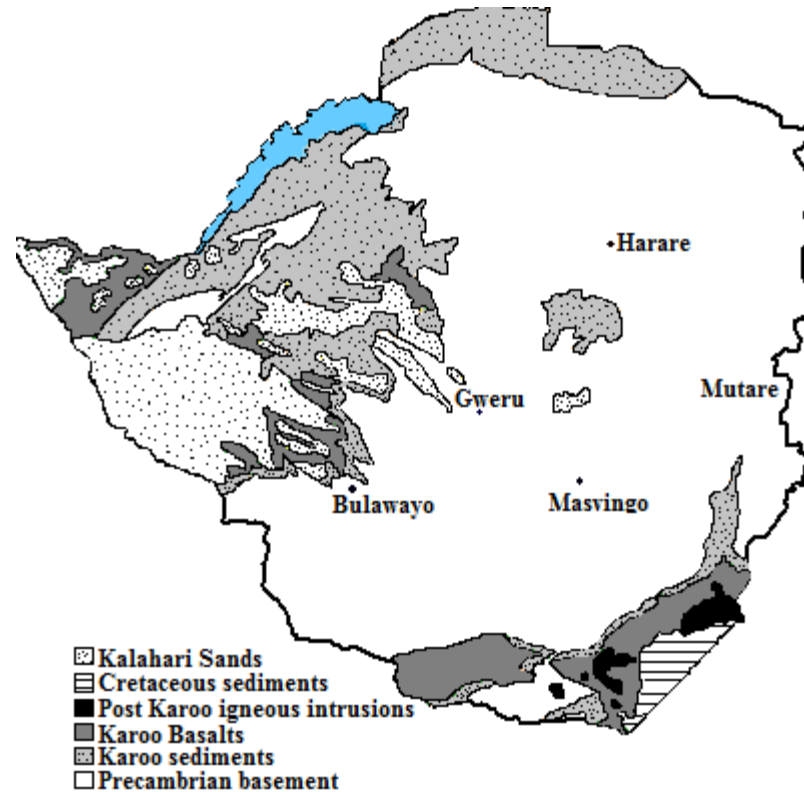 Harare
Mutare
Gweru
Bulawayo
Masvingo
Kalahari Sands
Cretaceous sediments
Post Karoo igneous intrusions
Karoo Basalts
Karoo sediments
Precambrian basement